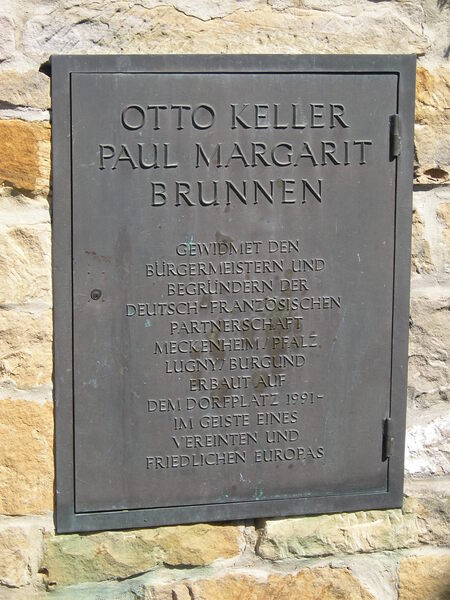 OTTO KELLER
PAUL MARGARIT
BRUNNEN
GEWIDMET DEN
BÜRGERMEISTERN UND
BEGRÜNDERN DER
DEUTSCH-FRANZÖSISCHEN
PARTNERSCHAFT
MECKENHEIM/PFALZ
LUGNY/BURGUND
ERBAUT AUF
DEM DORFPLATZ 1991-
IM GEISTE EINES
VEREINTEN UND
FRIEDLICHEN EUROPAS